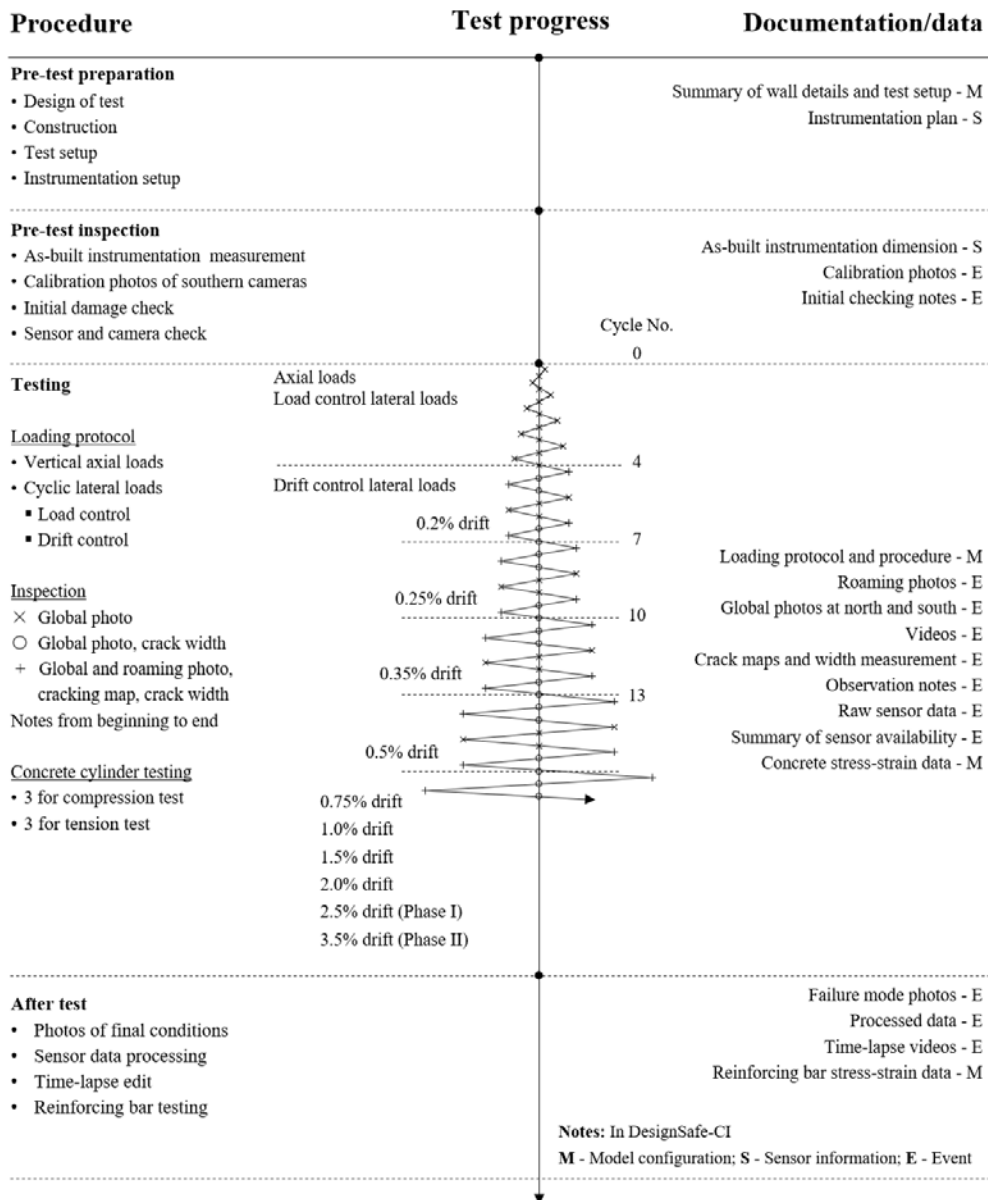 Procedure
Test progress
Documentation/data
Pre-test preparation
• Design of test
• Construction
• Test setup
• Instrumentation setup
Summary of wall details and test setup - M
Instrumentation plan - S
Pre-test inspection
• As-built instrumentation measurement
• Calibration photos of southern cameras
• Initial damage check
• Sensor and camera check
Cycle No.
0
As-built instrumentation dimension - S
Calibration photos - E
Initial checking notes - E
Testing
Loading protocol
• Vertical axial loads
• Cyclic lateral loads
▪ Load control
▪ Drift control
Inspection
× Global photo
○ Global photo, crack width
+ Global and roaming photo,
cracking map, crack width
Notes from beginning to end
Concrete cylinder testing
• 3 for compression test
• 3 for tension test
Axial loads
Load control lateral loads
4
Drift control lateral loads
0.2% drift
7
0.25% drift
10
0.35% drift
13
0.5% drift
0.75% drift
1.0% drift
1.5% drift
2.0% drift
2.5% drift (Phase I)
3.5% drift (Phase II)
Loading protocol and procedure - M
Roaming photos - E
Global photos at north and south - E
Videos - E
Crack maps and width measurement - E
Observation notes - E
Raw sensor data - E
Summary of sensor availability - E
Concrete stress-strain data - M
After test
• Photos of final conditions
• Sensor data processing
• Time-lapse edit
• Reinforcing bar testing
Failure mode photos - E
Processed data - E
Time-lapse videos - E
Reinforcing bar stress-strain data - M
Notes: In DesignSafe-CI
M - Model configuration; S - Sensor information; E - Event